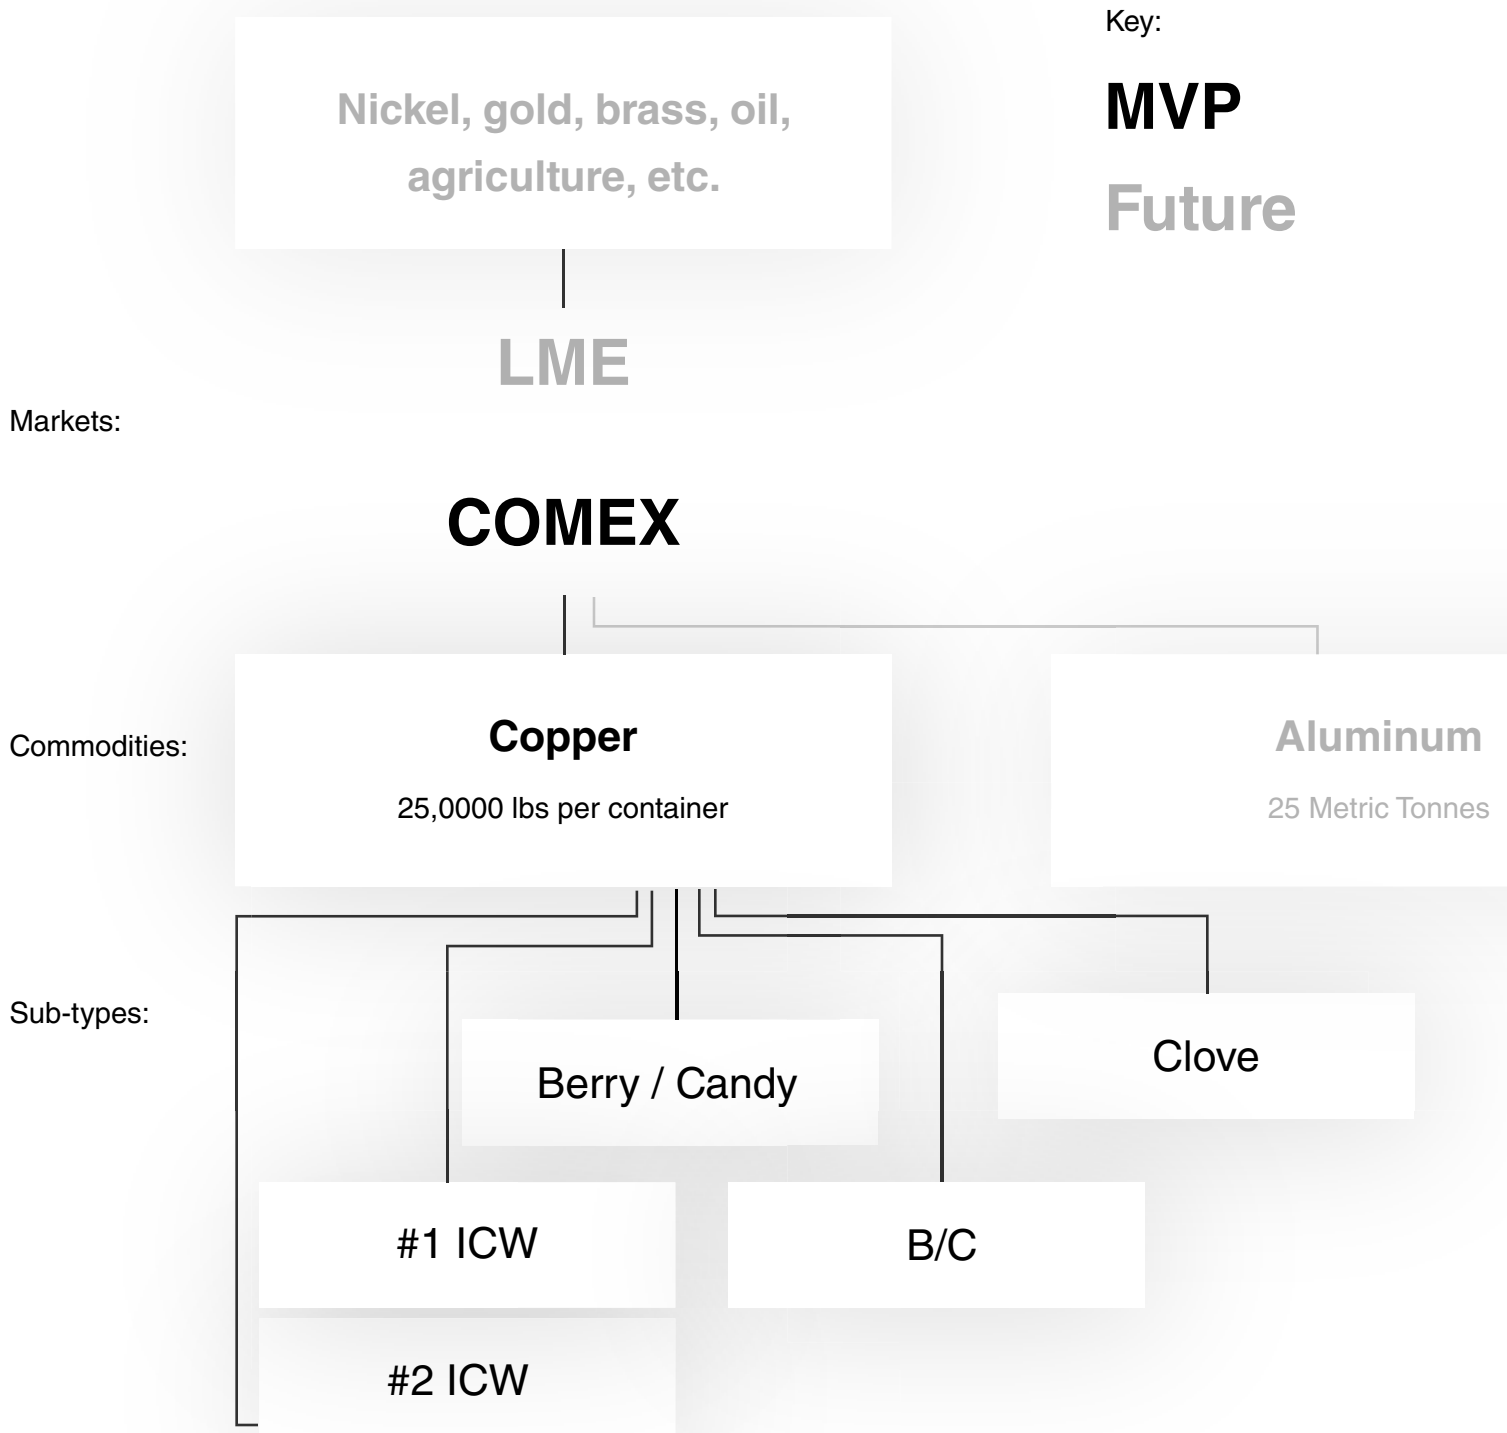 Key:
MVP
Future
Nickel, gold, brass, oil,
agriculture, etc.
LME
Markets:
COMEX
Commodities:
Copper
25,0000 lbs per container
Aluminum
25 Metric Tonnes
Sub-types:
Berry / Candy
Clove
#1 ICW
B/C
#2 ICW